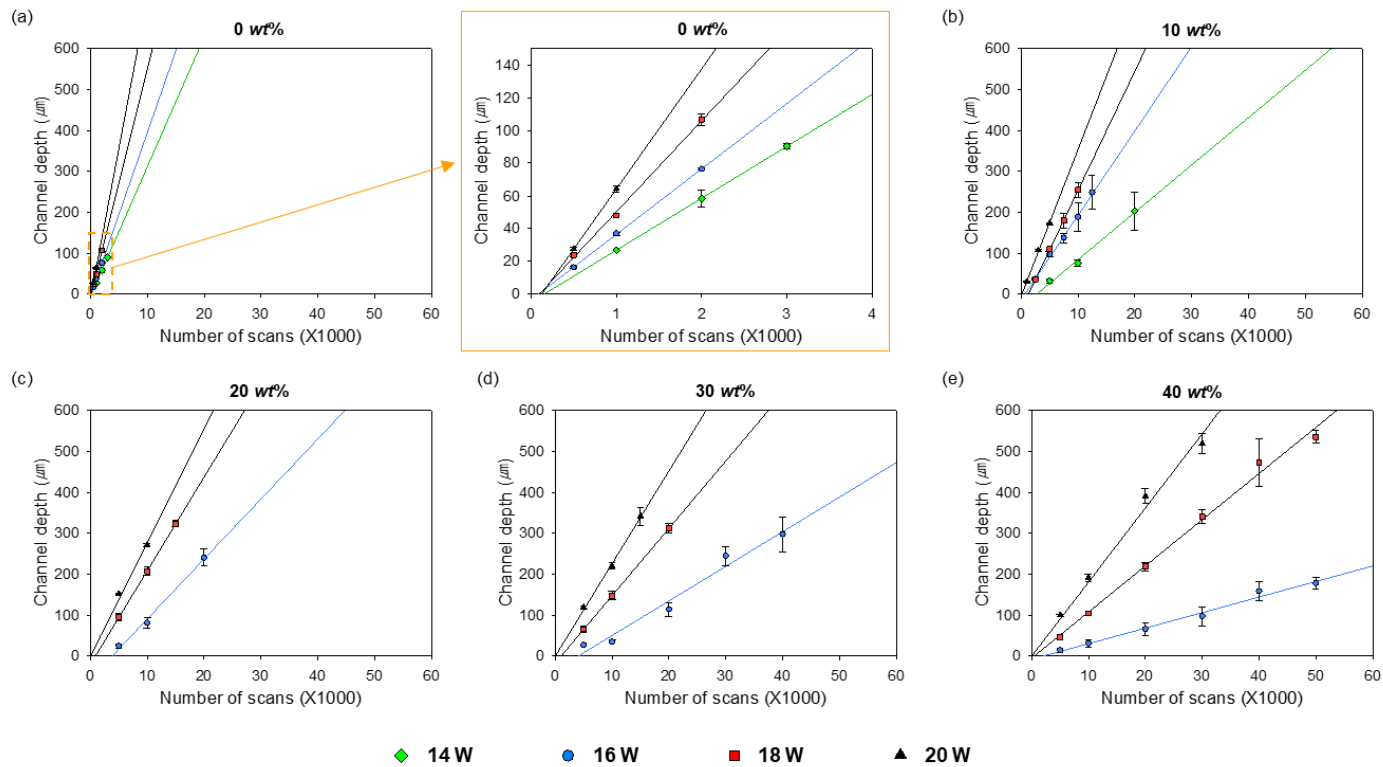 (a)
0 wt%
600
500
400
300
200
100
0
Channel depth (㎛)
0 10 20 30 40 50 60
Number of scans (X1000)
0 wt%
140
120
100
80
60
40
20
0
Channel depth (㎛)
0 1 2 3 4
Number of scans (X1000)
(b)
10 wt%
600
500
400
300
200
100
0
Channel depth (㎛)
0 10 20 30 40 50 60
Number of scans (X1000)
(c)
20 wt%
600
500
400
300
200
100
0
Channel depth (㎛)
0 10 20 30 40 50 60
Number of scans (X1000)
(d)
30 wt%
600
500
400
300
200
100
0
Channel depth (㎛)
0 10 20 30 40 50 60
Number of scans (X1000)
(e)
40 wt%
600
500
400
300
200
100
0
Channel depth (㎛)
0 10 20 30 40 50 60
Number of scans (X1000)
14 W 16 W 18 W 20 W